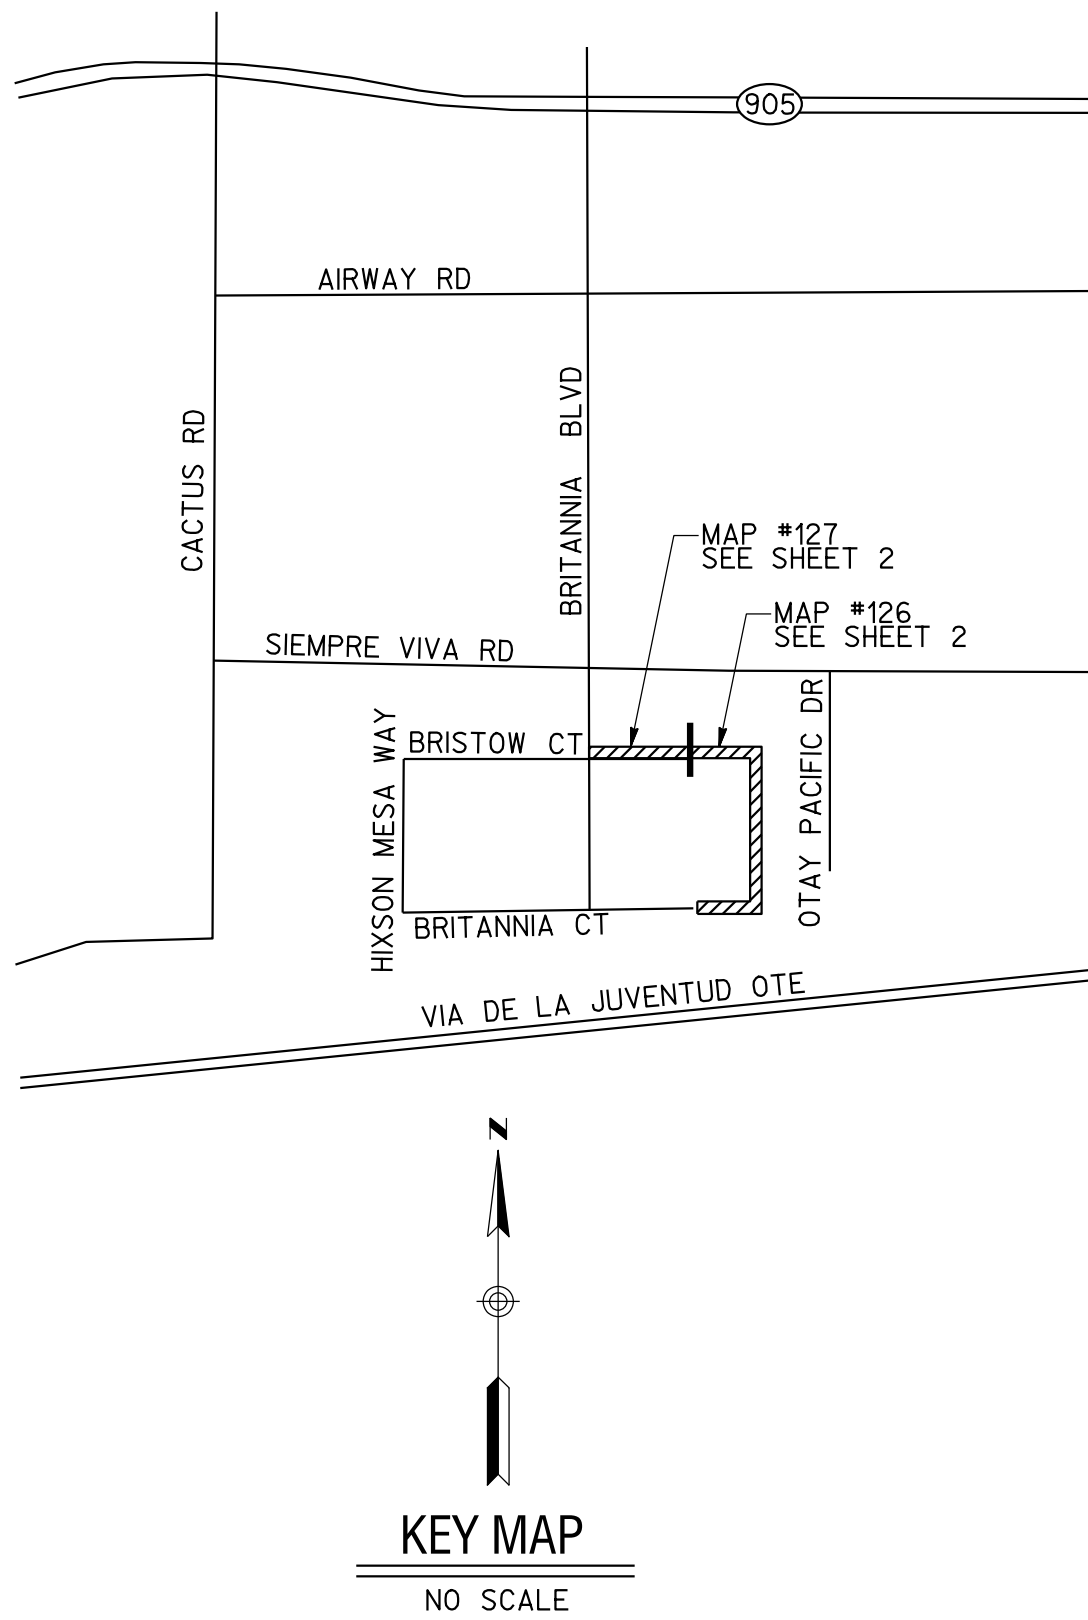 905
AIRWAY RD
CACTUS RD
BRITANNIA BLVD
MAP #127
SEE SHEET 2
MAP #126
SEE SHEET 2
SIEMPRE VIVA RD
OTAY PACIFIC DR
HIXSON MESA WAY
BRISTOW CT
BRITANNIA CT
VIA DE LA JUVENTUD OTE
N
KEY MAP
NO SCALE